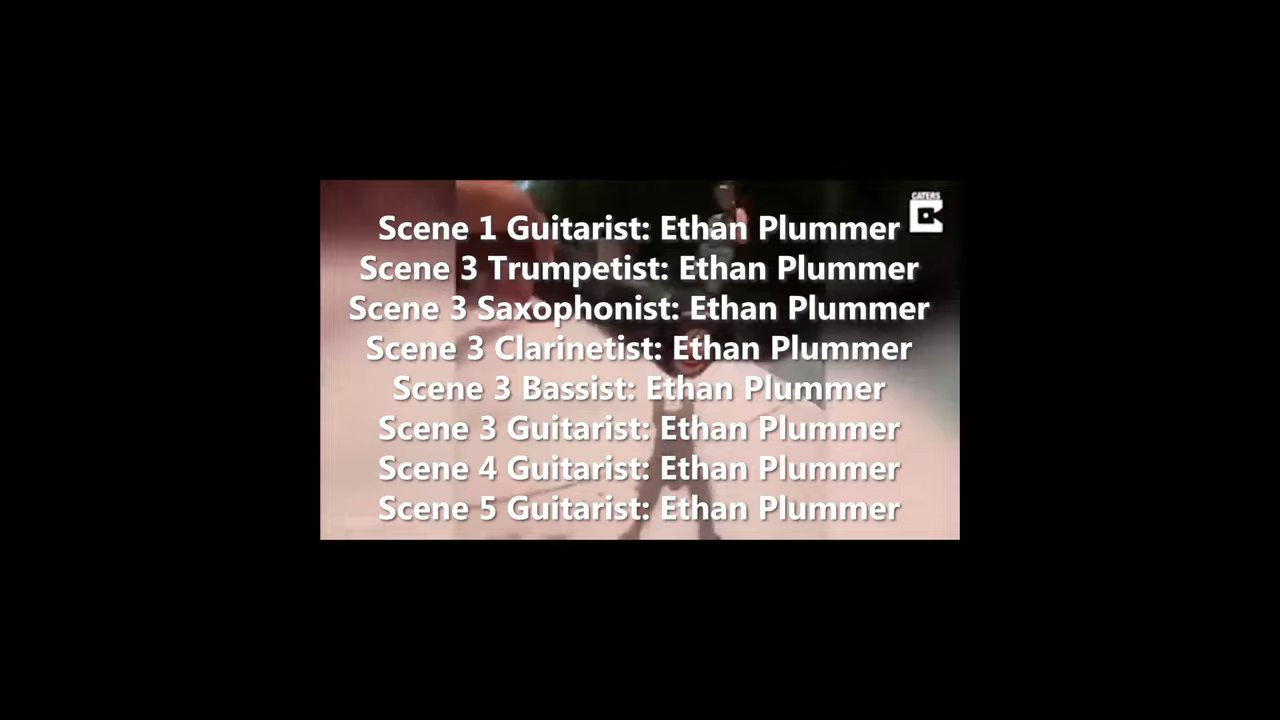 CATERS
Scene 1 Guitarist: Ethan Plummer
Scene 3 Trumpetist: Ethan Plummer
Scene 3 Saxophonist: Ethan Plummer
Scene 3 Clarinetist: Ethan Plummer
Scene 3 Bassist: Ethan Plummer
Scene 3 Guitarist: Ethan Plummer
Scene 4 Guitarist: Ethan Plummer
Scene 5 Guitarist: Ethan Plummer